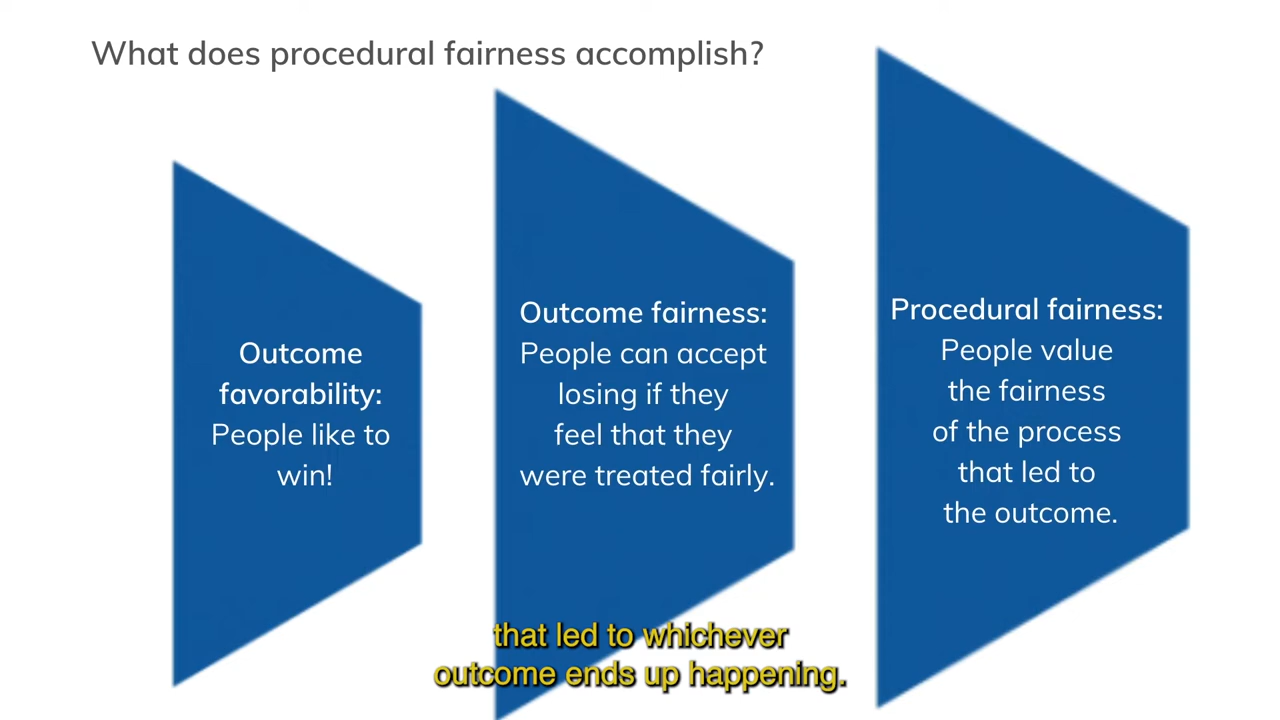 What does procedural fairness accomplish?
Outcome
favorability:
People like to
win!
Outcome fairness:
People can accept
losing if they
feel that they
were treated fairly.
Procedural fairness:
People value
the fairness
of the process
that led to
the outcome.
that led to whichever
outcome ends up happening.